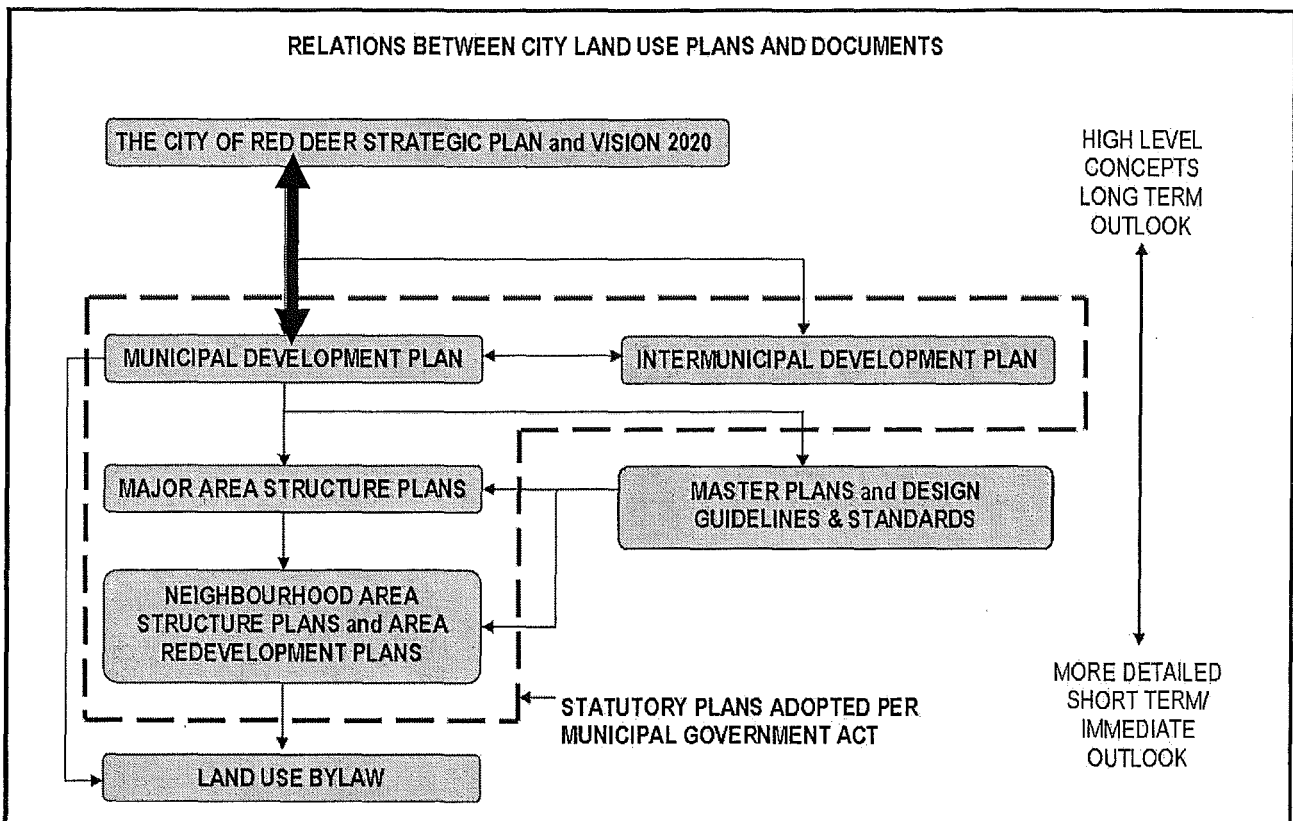 RELATIONS BETWEEN CITY LAND USE PLANS AND DOCUMENTS
THE CITY OF RED DEER STRATEGIC PLAN and VISION 2020
HIGH LEVEL
CONCEPTS
LONG TERM
OUTLOOK
MUNICIPAL DEVELOPMENT PLAN
INTERMUNICIPAL DEVELOPMENT PLAN
MAJOR AREA STRUCTURE PLANS
MASTER PLANS and DESIGN
GUIDELINES & STANDARDS
NEIGHBOURHOOD AREA
STRUCTURE PLANS and AREA
REDEVELOPMENT PLANS
STATUTORY PLANS ADOPTED PER
MUNICIPAL GOVERNMENT ACT
MORE DETAILED
SHORT TERM/
IMMEDIATE
OUTLOOK
LAND USE BYLAW